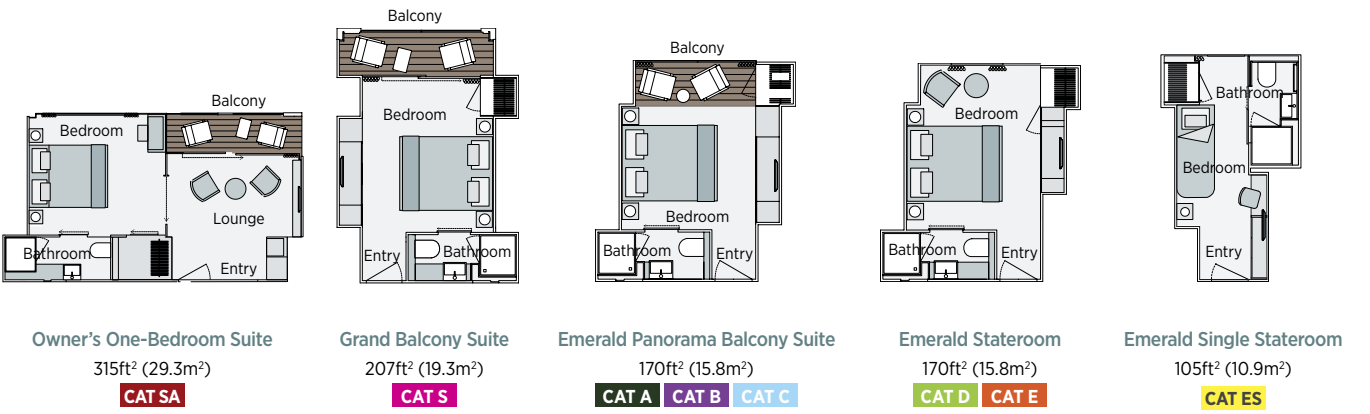 Balcony
Bedroom
Lounge
Bathroom
Entry
Owner's One-Bedroom Suite
315ft² (29.3m²)
CAT SA
Balcony
Bedroom
Entry
Bathroom
Grand Balcony Suite
207ft² (19.3m²)
CAT S
Balcony
Bedroom
Bathroom
Entry
Emerald Panorama Balcony Suite
170ft² (15.8m²)
CAT A CAT B CAT C
Bedroom
Bathroom
Entry
Emerald Stateroom
170ft² (15.8m²)
CAT D CAT E
Bathroom
Bedroom
Entry
Emerald Single Stateroom
105ft² (10.9m²)
CAT ES